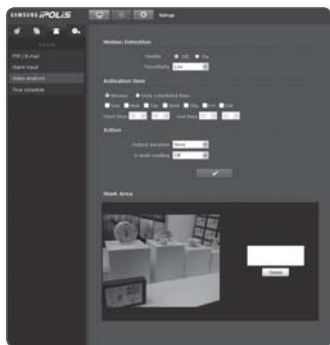 SAMSUNG iPOLiS
Setup
Event
FTP / E-mail
Alarm input
Video analysis
Time schedule
Motion Detection
Enable Off On
Sensitivity Low
Activation time
Always Only scheduled time
Sun Mon Tue Wed Thu Fri Sat
Start time End time
Action
Output duration None
E-mail sending Off
Mask Area
Delete